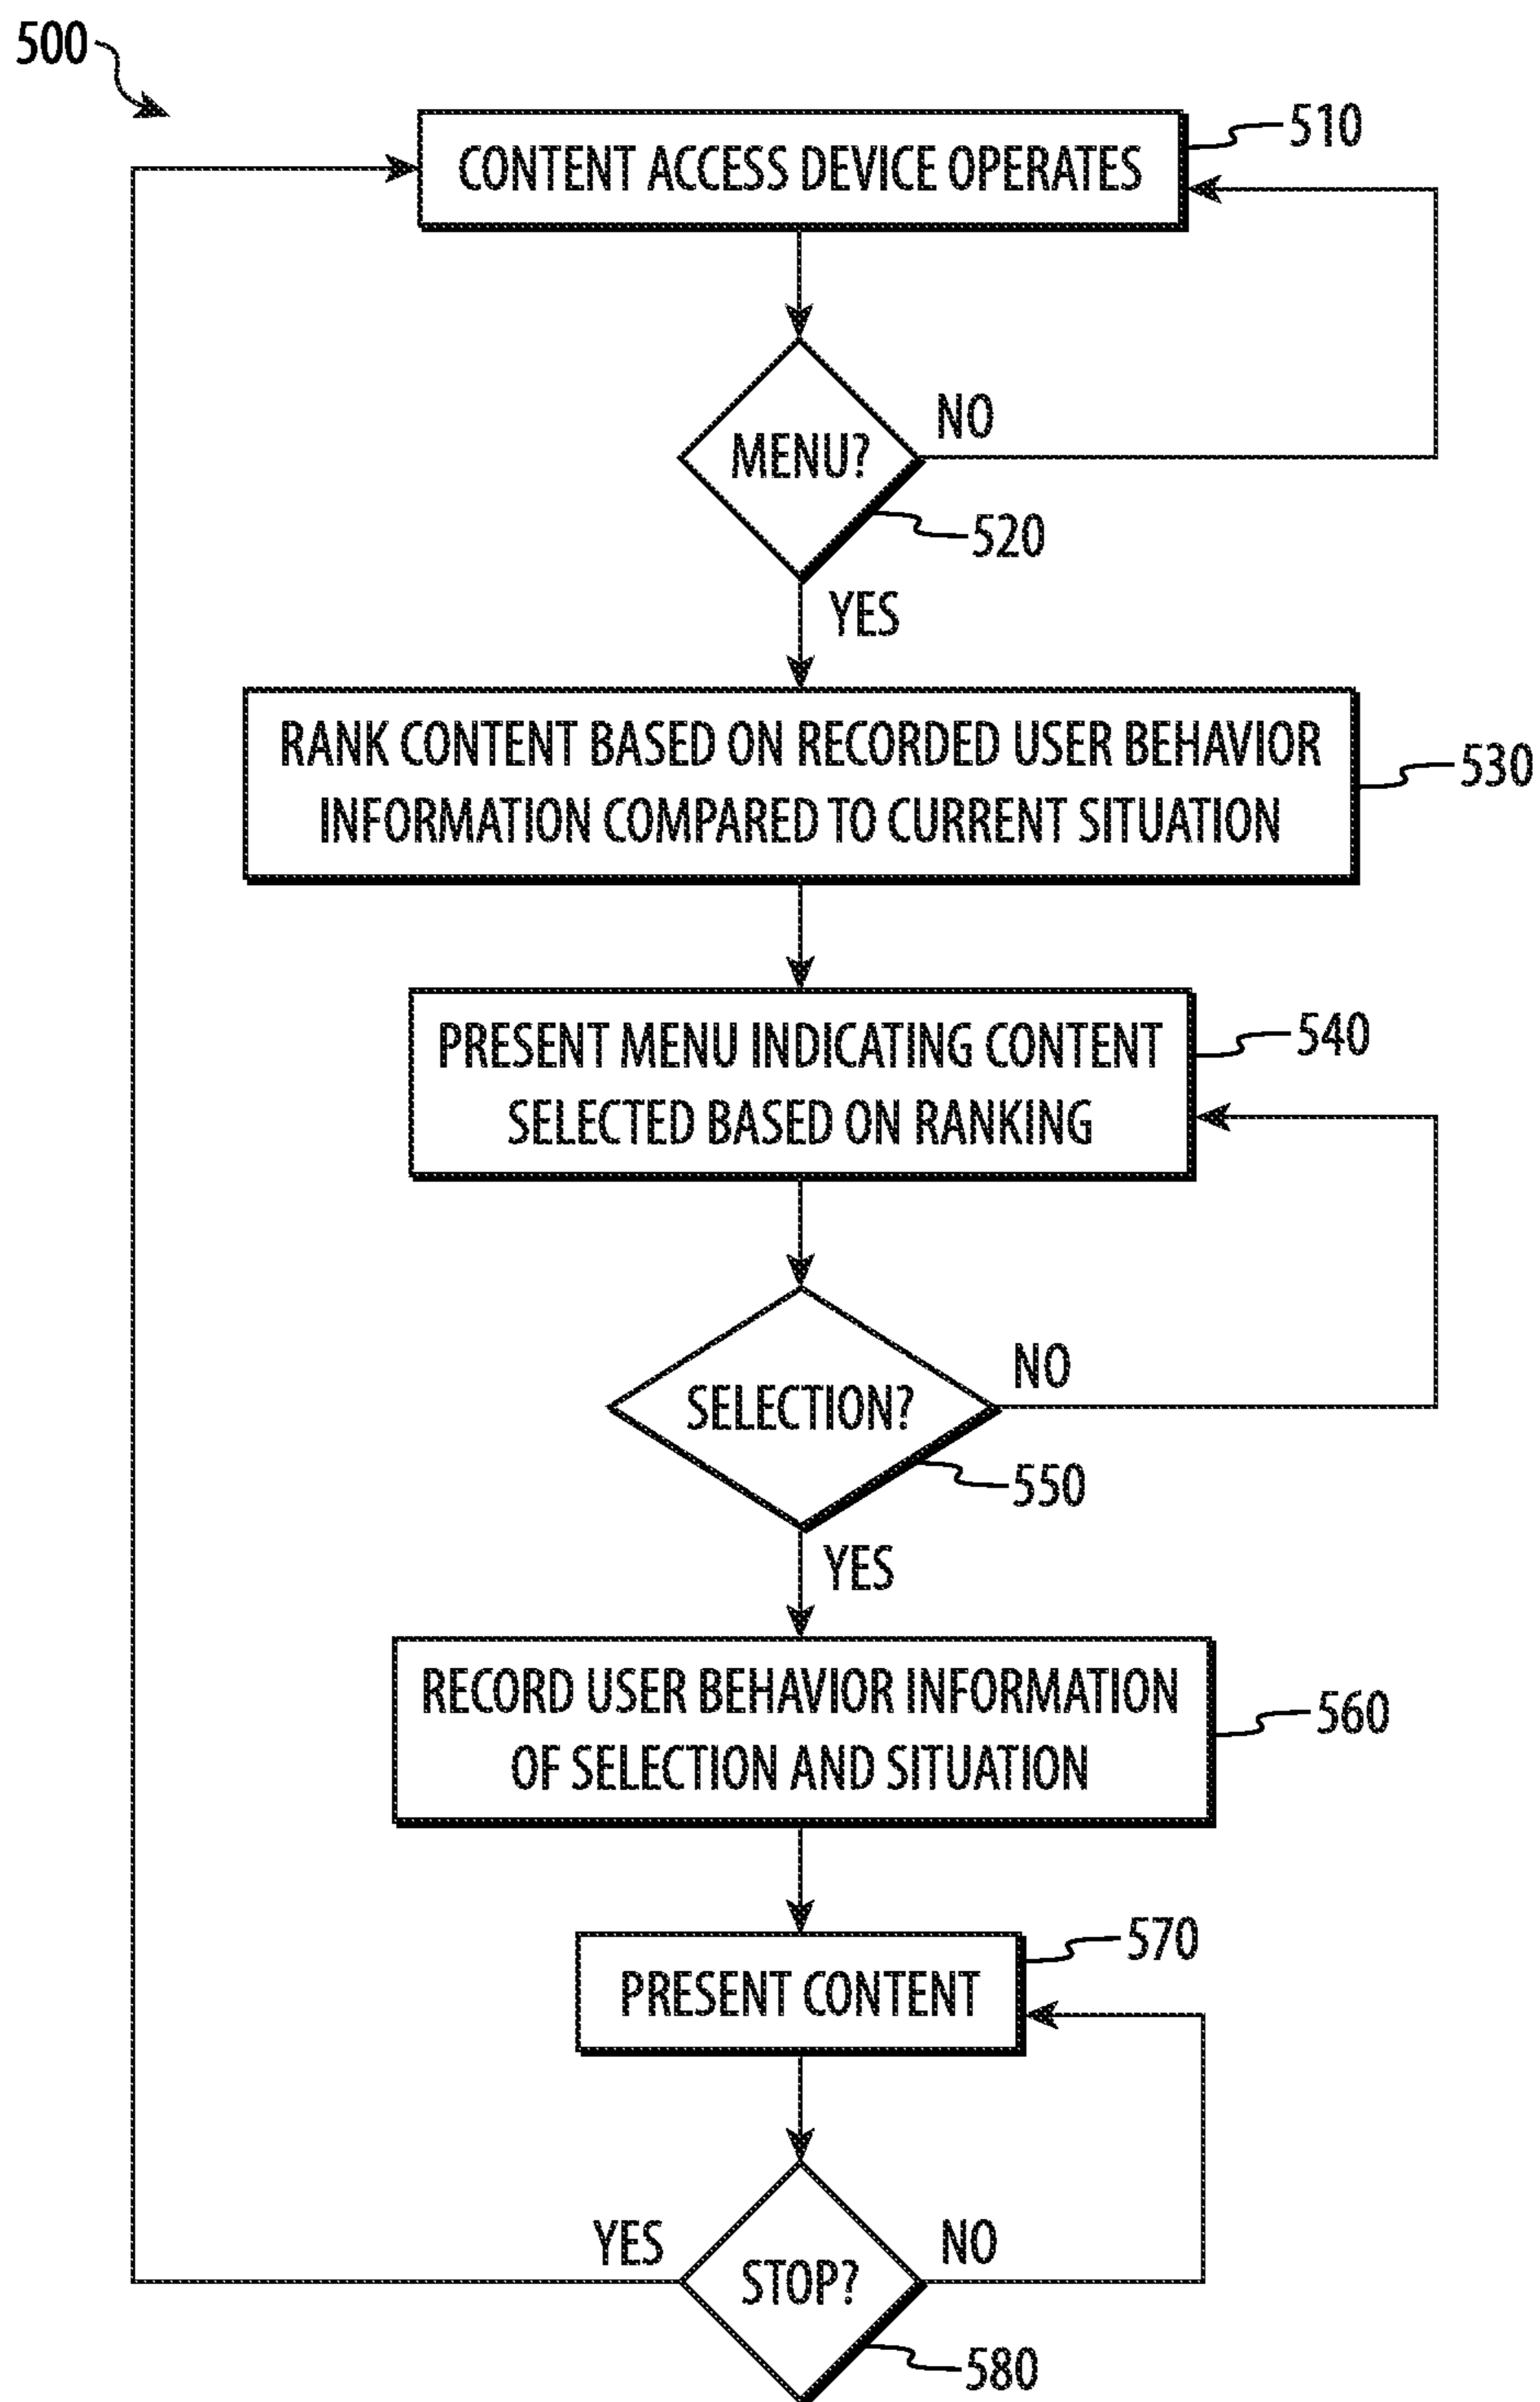 500
CONTENT ACCESS DEVICE OPERATES
510
MENU?
NO
520
YES
RANK CONTENT BASED ON RECORDED USER BEHAVIOR
INFORMATION COMPARED TO CURRENT SITUATION
530
PRESENT MENU INDICATING CONTENT
SELECTED BASED ON RANKING
540
SELECTION?
NO
550
YES
RECORD USER BEHAVIOR INFORMATION
OF SELECTION AND SITUATION
560
PRESENT CONTENT
570
YES
STOP?
NO
580